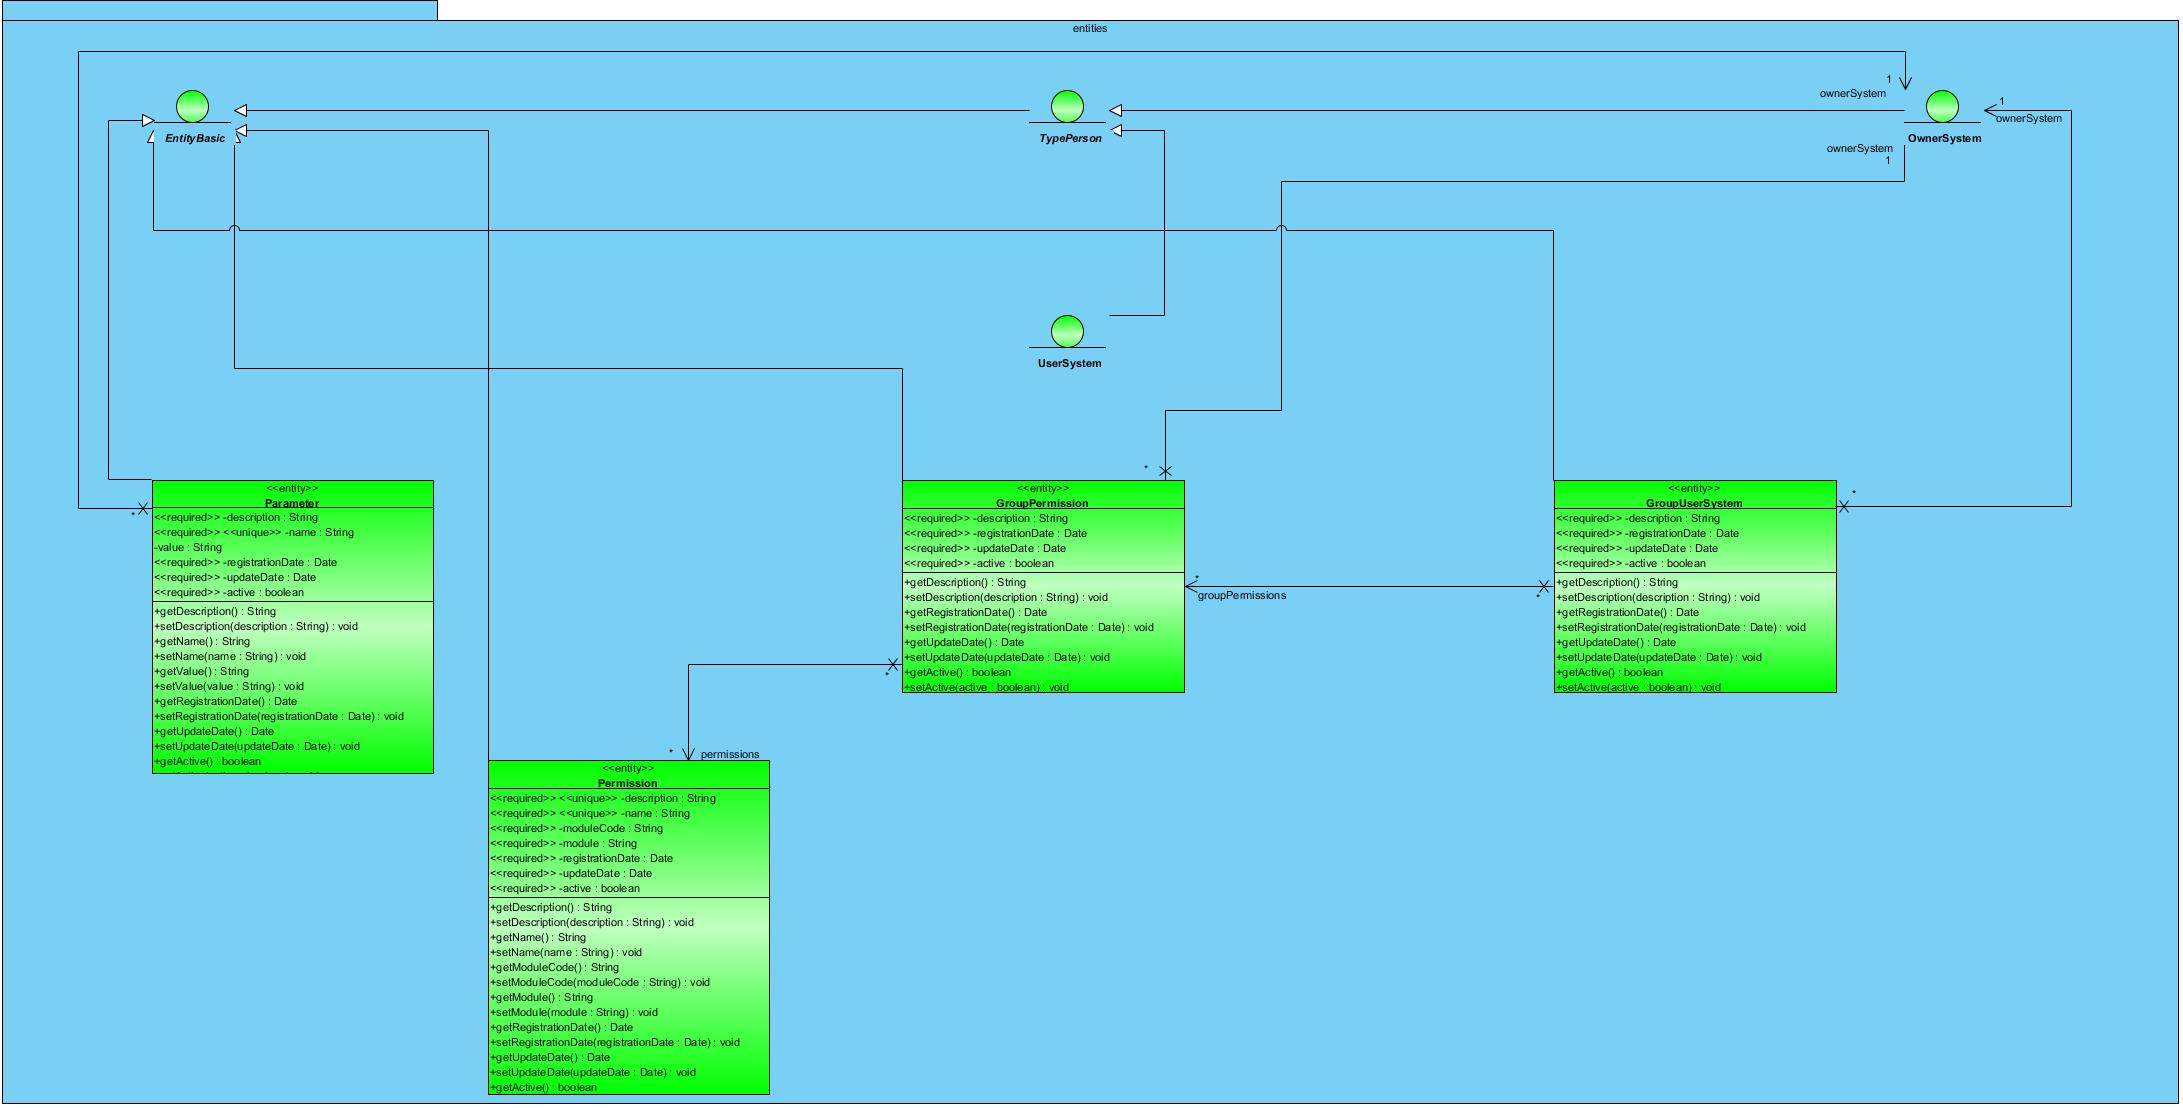 entities
1
ownerSystem
1
ownerSystem
EntityBasic
TypePerson
OwnerSystem
ownerSystem
1
UserSystem
*
<<entity>>
Parameter
<<required>> -description : String
<<required>> <<unique>> -name : String
-value : String
<<required>> -registrationDate : Date
<<required>> -updateDate : Date
<<required>> -active : boolean
+getDescription() : String
+setDescription(description : String) : void
+getName() : String
+setName(name : String) : void
+getValue() : String
+setValue(value : String) : void
+getRegistrationDate() : Date
+setRegistrationDate(registrationDate : Date) : void
+getUpdateDate() : Date
+setUpdateDate(updateDate : Date) : void
+getActive() : boolean
*
<<entity>>
GroupPermission
<<required>> -description : String
<<required>> -registrationDate : Date
<<required>> -updateDate : Date
<<required>> -active : boolean
+getDescription() : String
+setDescription(description : String) : void
+getRegistrationDate() : Date
+setRegistrationDate(registrationDate : Date) : void
+getUpdateDate() : Date
+setUpdateDate(updateDate : Date) : void
+getActive() : boolean
+setActive(active : boolean) : void
*
groupPermissions
*
*
<<entity>>
GroupUserSystem
<<required>> -description : String
<<required>> -registrationDate : Date
<<required>> -updateDate : Date
<<required>> -active : boolean
+getDescription() : String
+setDescription(description : String) : void
+getRegistrationDate() : Date
+setRegistrationDate(registrationDate : Date) : void
+getUpdateDate() : Date
+setUpdateDate(updateDate : Date) : void
+getActive() : boolean
+setActive(active : boolean) : void
*
* permissions
<<entity>>
Permission
<<required>> <<unique>> -description : String
<<required>> <<unique>> -name : String
<<required>> -moduleCode : String
<<required>> -module : String
<<required>> -registrationDate : Date
<<required>> -updateDate : Date
<<required>> -active : boolean
+getDescription() : String
+setDescription(description : String) : void
+getName() : String
+setName(name : String) : void
+getModuleCode() : String
+setModuleCode(moduleCode : String) : void
+getModule() : String
+setModule(module : String) : void
+getRegistrationDate() : Date
+setRegistrationDate(registrationDate : Date) : void
+getUpdateDate() : Date
+setUpdateDate(updateDate : Date) : void
+getActive() : boolean